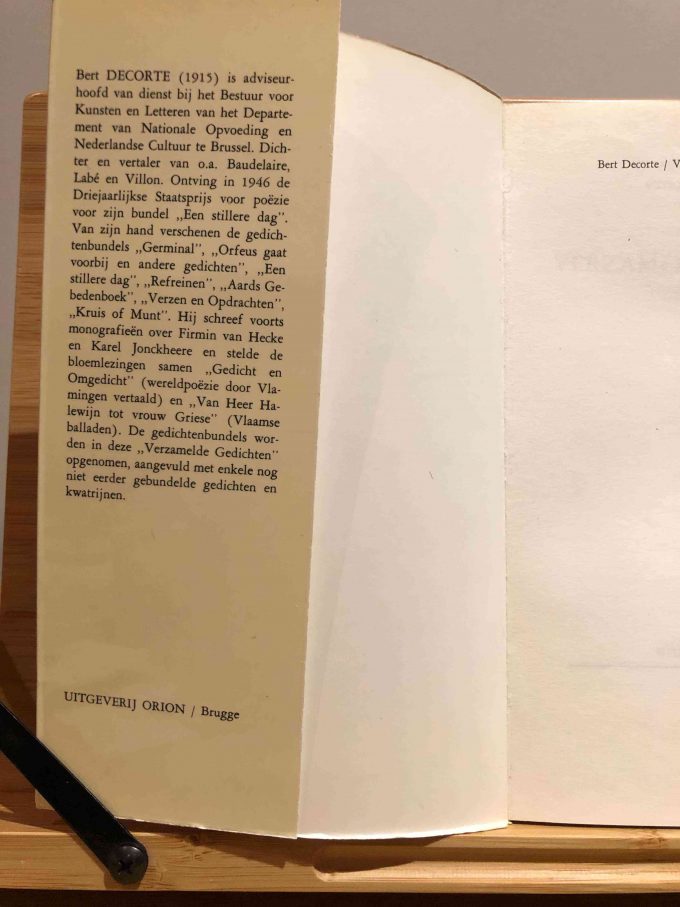 Bert DECORTE (1915) is adviseur-
hoofd van dienst bij het Bestuur voor
Kunsten en Letteren van het Departe-
ment van Nationale Opvoeding en
Nederlandse Cultuur te Brussel. Dich-
ter en vertaler van o.a. Baudelaire,
Labé en Villon. Ontving in 1946 de
Driejaarlijkse Staatsprijs voor poëzie
voor zijn bundel „Een stillere dag”.
Van zijn hand verschenen de gedich-
tenbundels „Germinal”, „Orfeus gaat
voorbij en andere gedichten”, „Een
stillere dag”, „Refreinen”, „Aards Ge-
bedenboek”, „Verzen en Opdrachten”,
„Kruis of Munt”. Hij schreef voorts
monografieën over Firmin van Hecke
en Karel Jonckheere en stelde de
bloemlezingen samen „Gedicht en
Omgedicht” (wereldpoëzie door Vla-
mingen vertaald) en „Van Heer Ha-
lewijn tot vrouw Griese” (Vlaamse
balladen). De gedichtenbundels wor-
den in deze „Verzamelde Gedichten”
opgenomen, aangevuld met enkele nog
niet eerder gebundelde gedichten en
kwatrijnen.
UITGEVERIJ ORION / Brugge
Bert Decorte / V